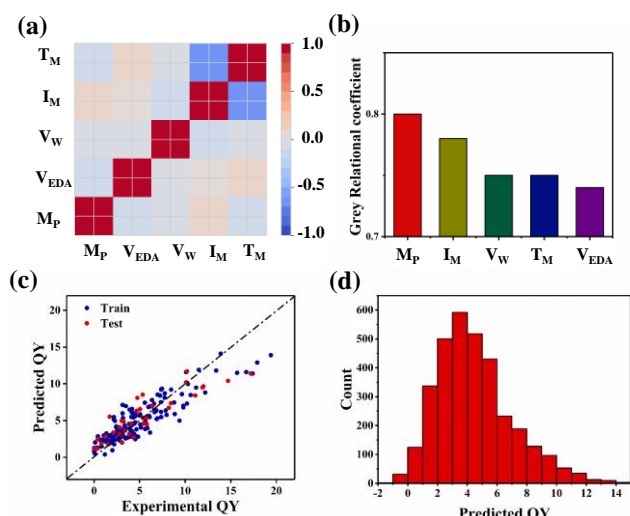 (a)
T_M
I_M
V_W
V_EDA
M_P
M_P V_EDA V_W I_M T_M
1.0
0.5
0.0
-0.5
-1.0
(b)
Grey Relational coefficient
0.8
0.7
M_P I_M V_W T_M V_EDA
(c)
Train
Test
Predicted QY
20
15
10
5
0
0 5 10 15 20
Experimental QY
(d)
Count
600
500
400
300
200
100
0
-2 0 2 4 6 8 10 12 14
Predicted QY